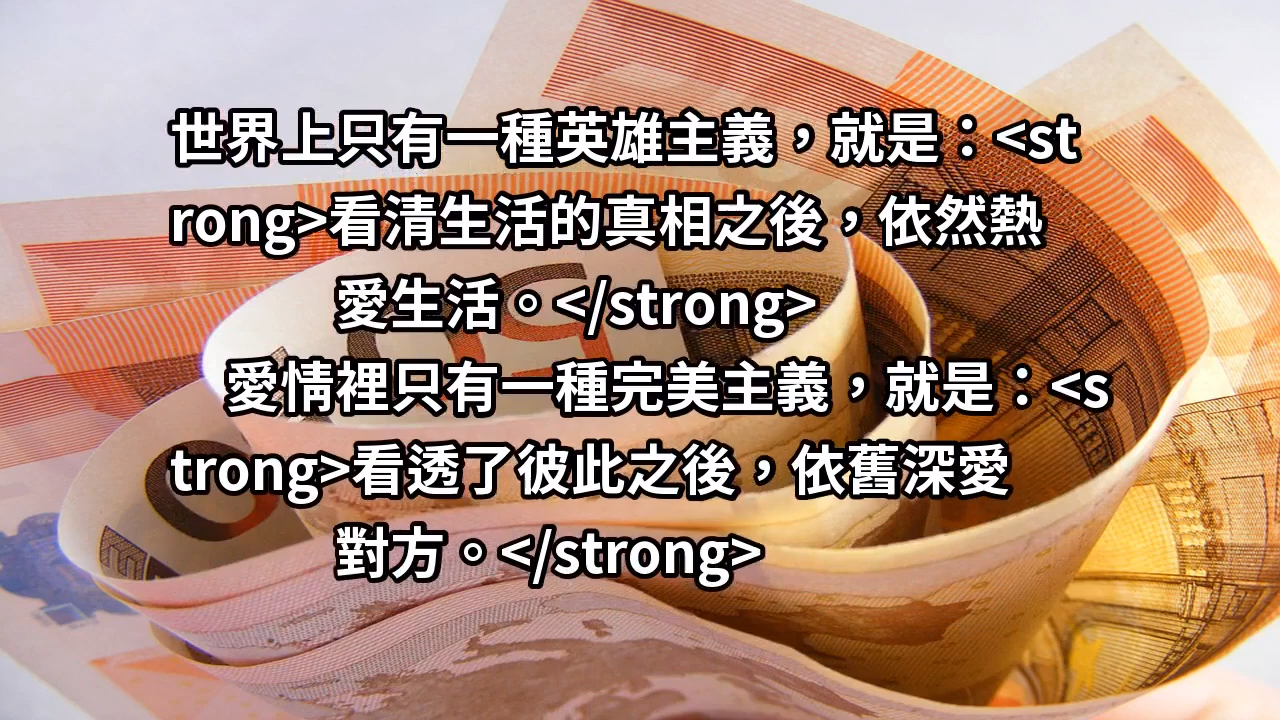 世界上只有一種英雄主義，就是：<st
rong>看清生活的真相之後，依然熱
愛生活。</strong>
愛情裡只有一種完美主義，就是：<s
trong>看透了彼此之後，依舊深愛
對方。</strong>